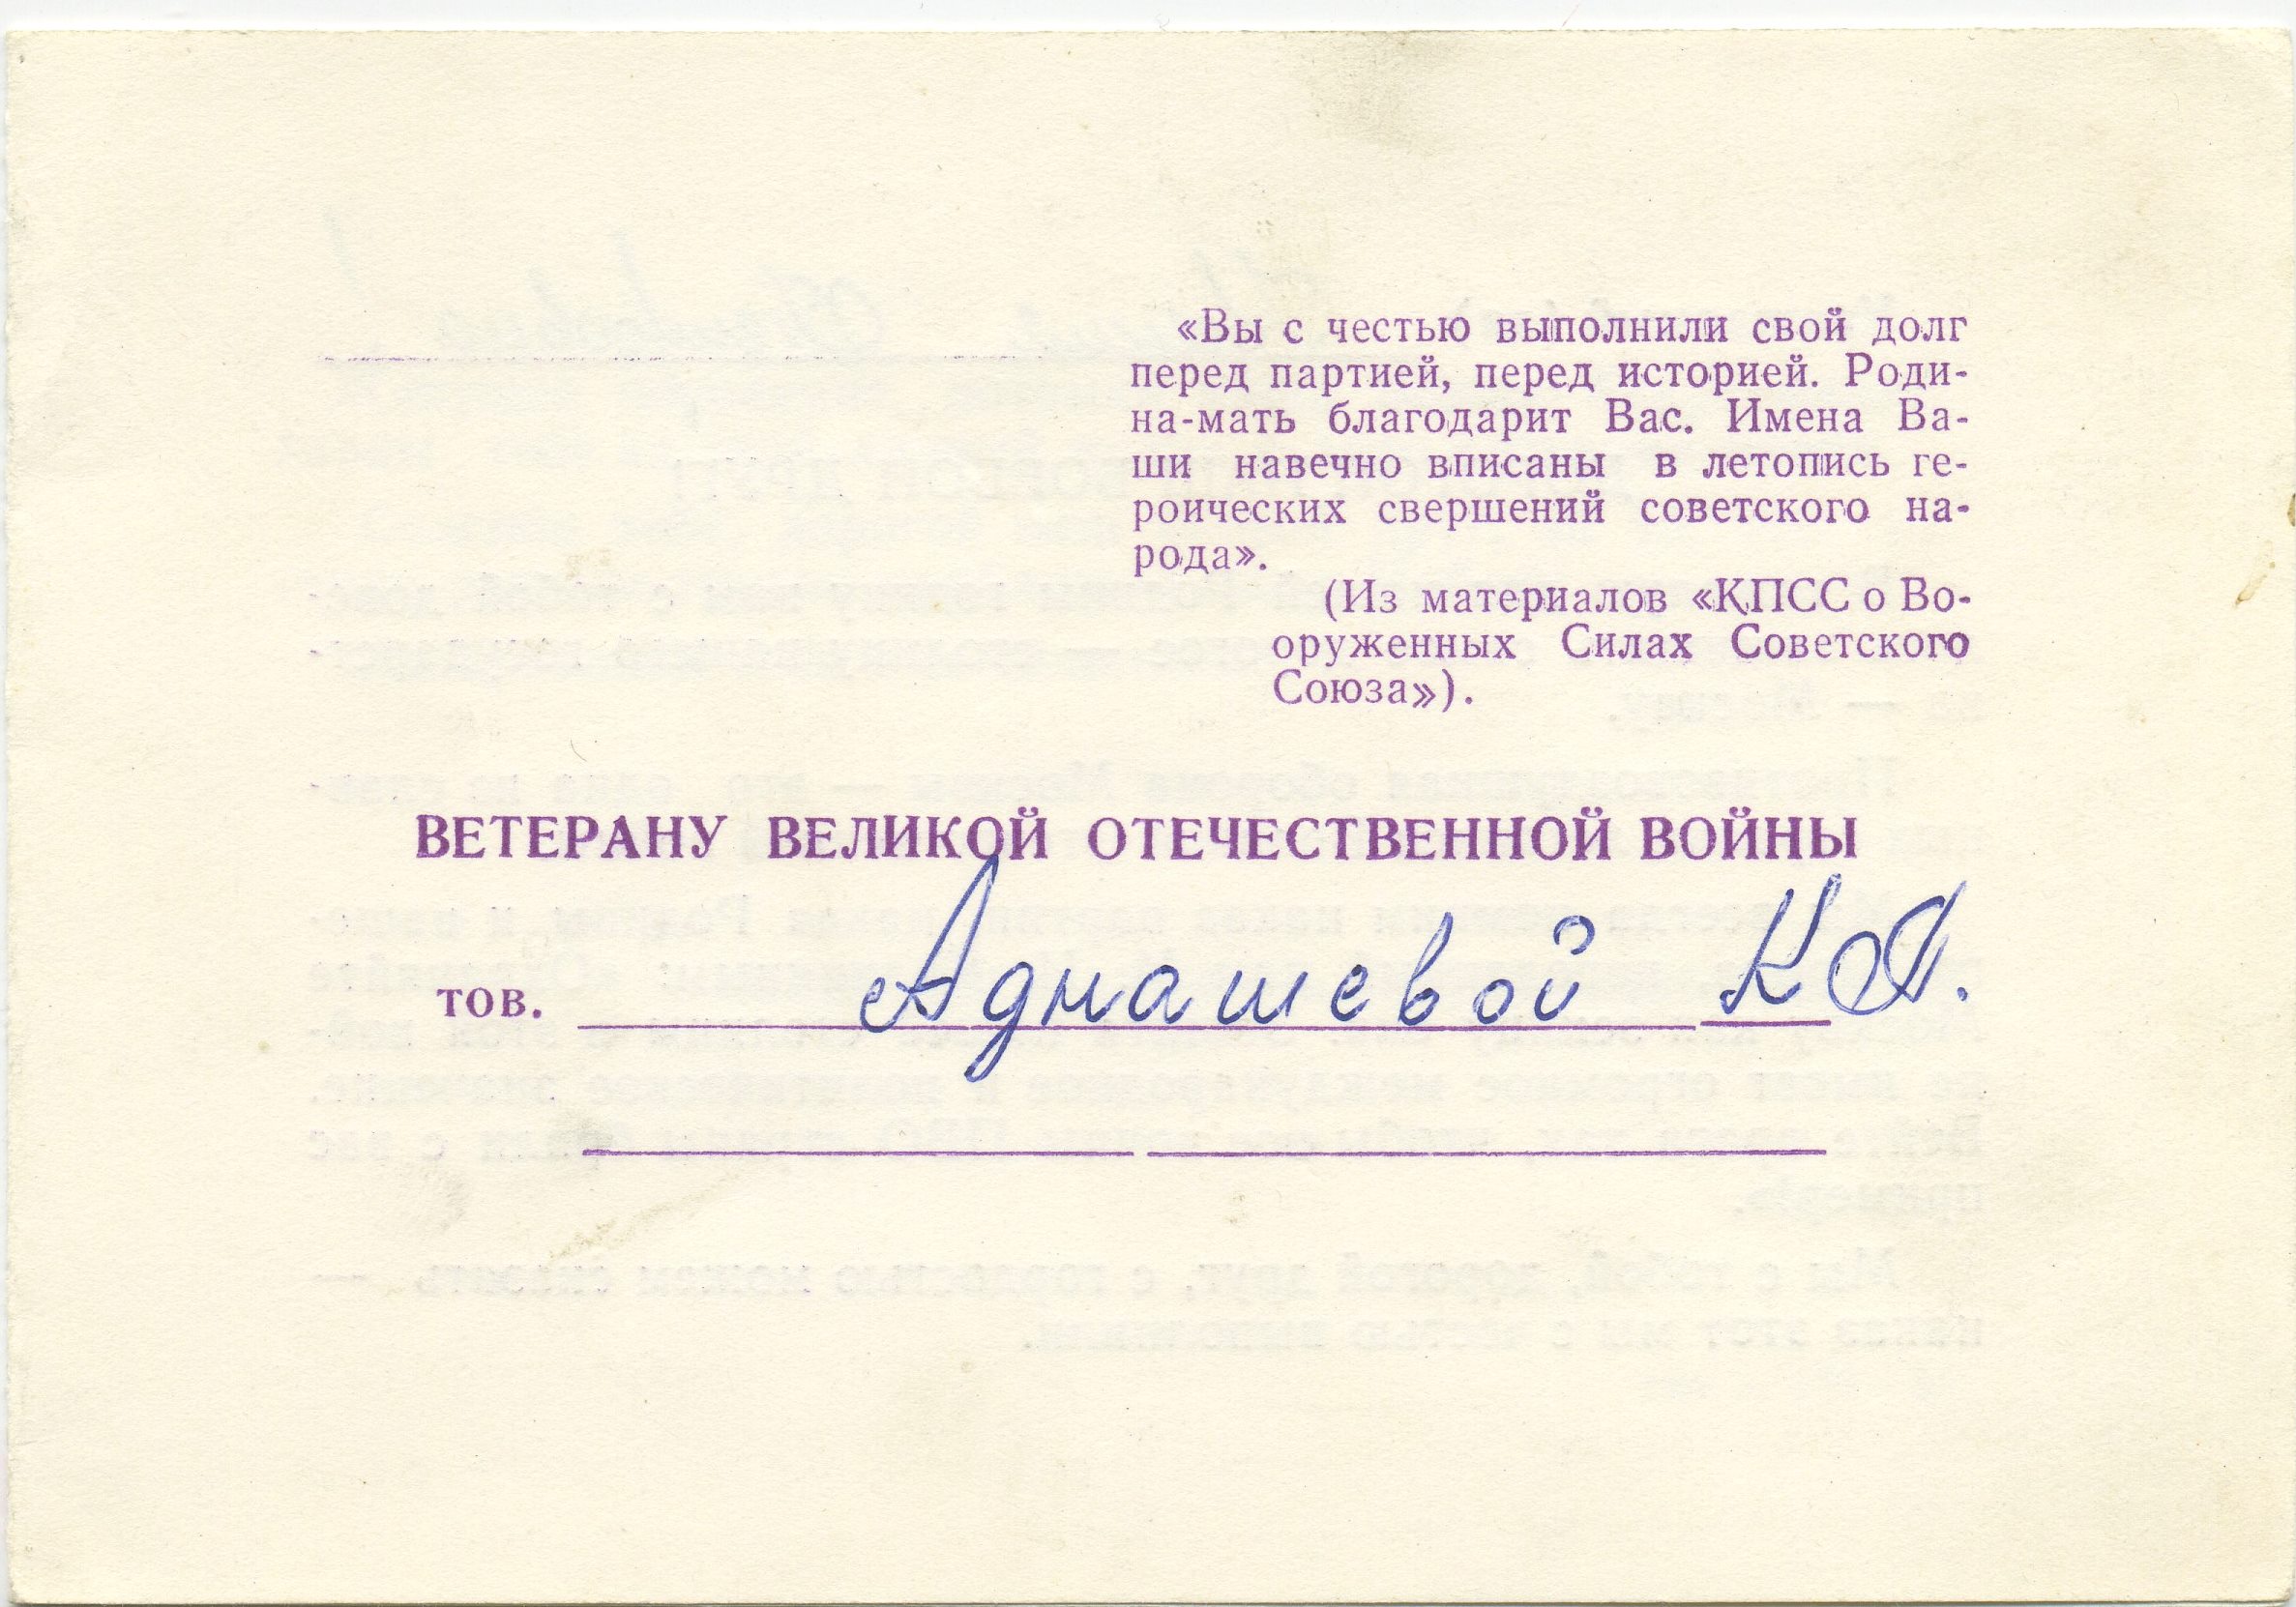 «Вы с честью выполнили свой долг
перед партией, перед историей. Роди-
на-мать благодарит Вас. Имена Ва-
ши навечно вписаны в летопись ге-
роических свершений советского на-
рода».
(Из материалов «КПСС о Во-
оруженных Силах Советского
Союза»).
ВЕТЕРАНУ ВЕЛИКОЙ ОТЕЧЕСТВЕННОЙ ВОЙНЫ
тов. Адмашевой К